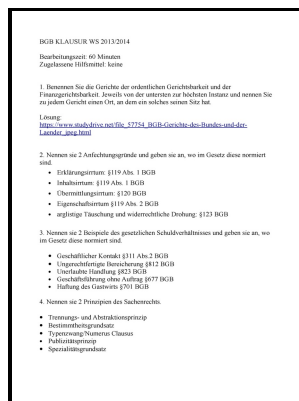 BGB KLAUSUR WS 2013/2014
Bearbeitungszeit: 60 Minuten
Zugelassene Hilfsmittel: keine
1. Benennen Sie die Gerichte der ordentlichen Gerichtsbarkeit und der
Finanzgerichtsbarkeit. Jeweils von der untersten zur höchsten Instanz und nennen Sie
zu jedem Gericht einen Ort, an dem ein solches seinen Sitz hat.
Lösung:
https://www.studydrive.net/file_57754_BGB-Gerichte-des-Bundes-und-der-
Laender_jpeg.html
2. Nennen sie 2 Anfechtungsgründe und geben sie an, wo im Gesetz diese normiert
sind.
• Erklärungsirrtum: §119 Abs. 1 BGB
• Inhaltsirrtum: §119 Abs. 1 BGB
• Übermittlungsirrtum: §120 BGB
• Eigenschaftsirrtum §119 Abs. 2 BGB
• arglistige Täuschung und widerrechtliche Drohung: §123 BGB
3. Nennen sie 2 Beispiele des gesetzlichen Schuldverhältnisses und geben sie an, wo
im Gesetz diese normiert sind.
• Geschäftlicher Kontakt §311 Abs.2 BGB
• Ungerechtfertigte Bereicherung §812 BGB
• Unerlaubte Handlung §823 BGB
• Geschäftsführung ohne Auftrag §677 BGB
• Haftung des Gastwirts §701 BGB
4. Nennen sie 2 Prinzipien des Sachenrechts.
• Trennungs- und Abstraktionsprinzip
• Bestimmtheitsgrundsatz
• Typenzwang/Numerus Clausus
• Publizitätsprinzip
• Spezialitätsgrundsatz